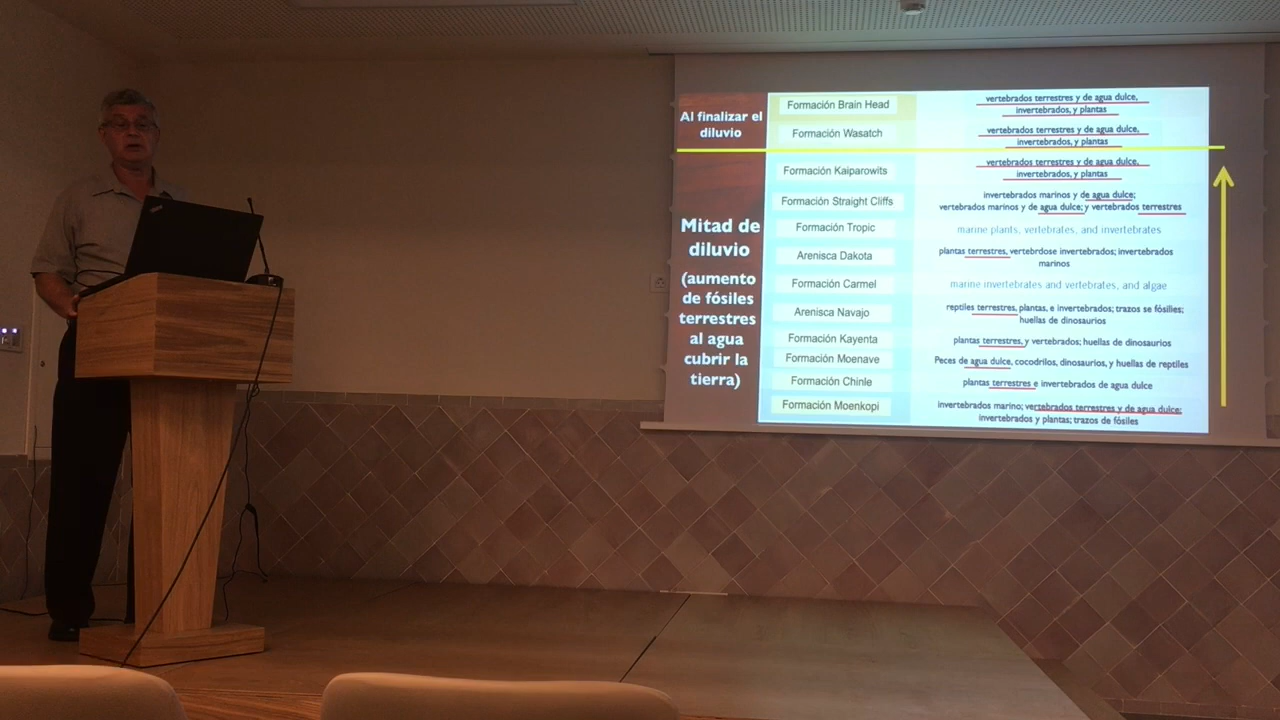 Al finalizar el
diluvio
Formación Brain Head
vertebrados terrestres y de agua dulce,
invertebrados, y plantas
Formación Wasatch
vertebrados terrestres y de agua dulce,
invertebrados, y plantas
Mitad de
diluvio
(aumento
de fósiles
terrestres
al agua
cubrir la
tierra)
Formación Kaiparowits
vertebrados terrestres y de agua dulce,
invertebrados, y plantas
Formación Straight Cliffs
invertebrados marinos y de agua dulce;
vertebrados marinos y de agua dulce; y vertebrados terrestres
Formación Tropic
marine plants, vertebrates, and invertebrates
Arenisca Dakota
plantas terrestres, vertebrdose invertebrados; invertebrados
marinos
Formación Carmel
marine invertebrates and vertebrates, and algae
Arenisca Navajo
reptiles terrestres, plantas, e invertebrados; trazos se fósilies;
huellas de dinosaurios
Formación Kayenta
plantas terrestres, y vertebrados; huellas de dinosaurios
Formación Moenave
Peces de agua dulce, cocodrilos, dinosaurios, y huellas de reptiles
Formación Chinle
plantas terrestres e invertebrados de agua dulce
Formación Moenkopi
invertebrados marino; vertebrados terrestres y de agua dulce;
invertebrados y plantas; trazos de fósiles